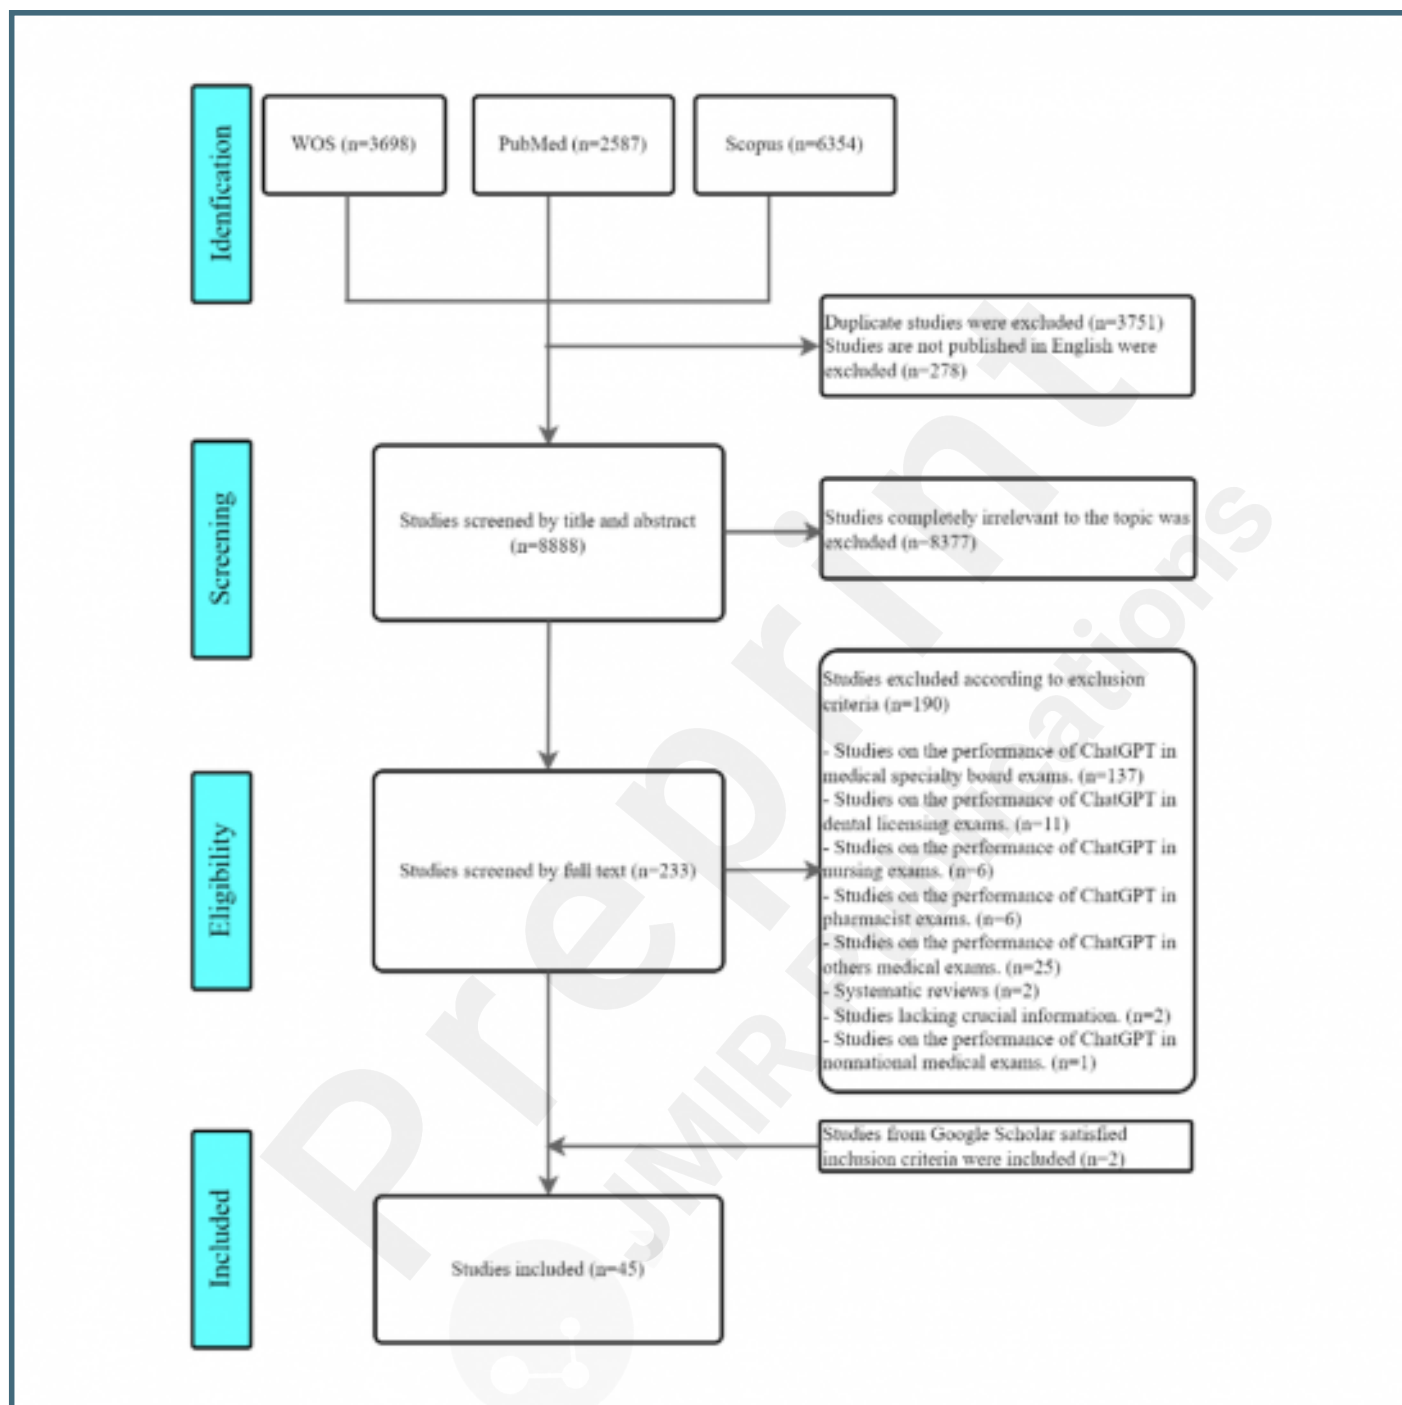 Idenfication
WOS (n=3698)
PubMed (n=2587)
Scopus (n=6354)
Duplicate studies were excluded (n=3751)
Studies are not published in English were
excluded (n=278)
Screening
Studies screened by title and abstract
(n=8888)
Studies completely irrelevant to the topic was
excluded (n=8377)
Eligibility
Studies screened by full text (n=233)
Studies excluded according to exclusion
criteria (n=190)
- Studies on the performance of ChatGPT in
medical specialty board exams. (n=137)
- Studies on the performance of ChatGPT in
dental licensing exams. (n=11)
- Studies on the performance of ChatGPT in
nursing exams. (n=6)
- Studies on the performance of ChatGPT in
pharmacist exams. (n=6)
- Studies on the performance of ChatGPT in
others medical exams. (n=25)
- Systematic reviews (n=2)
- Studies lacking crucial information. (n=2)
- Studies on the performance of ChatGPT in
nonnational medical exams. (n=1)
Studies from Google Scholar satisfied
inclusion criteria were included (n=2)
Included
Studies included (n=45)
Preprint
JMIR Publications